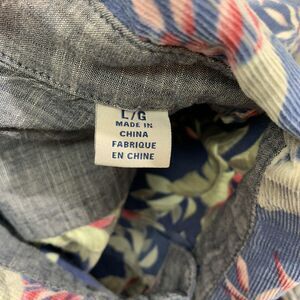 L/G
MADE IN
CHINA
FABRIQUE
EN CHINE